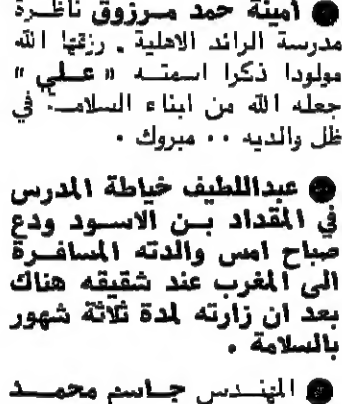 ● امينة حمد مرزوق ناظرة
مدرسة الرائد الاهلية . رزقها الله
مولودا ذكرا اسمته « علي »
جعله الله من ابناء السلامة في
ظل والديه . . مبروك .
● عبداللطيف خياطة المدرس
في المقداد بن الاسود ودع
صباح امس والدته المسافرة
الى المغرب عند شقيقه هناك
بعد ان زارته لمدة ثلاثة شهور
بالسلامة .
● المهندس جاسم محمد